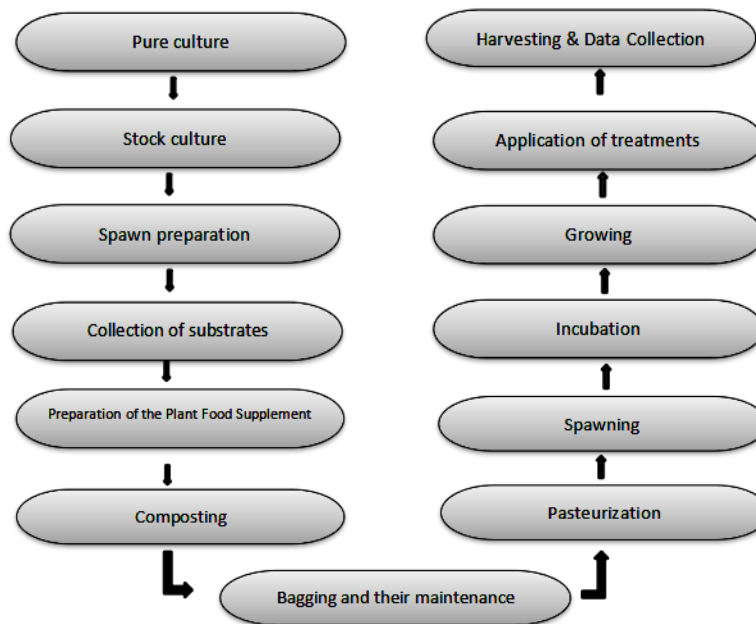 Pure culture
Stock culture
Spawn preparation
Collection of substrates
Preparation of the Plant Food Supplement
Composting
Bagging and their maintenance
Pasteurization
Spawning
Incubation
Growing
Application of treatments
Harvesting & Data Collection